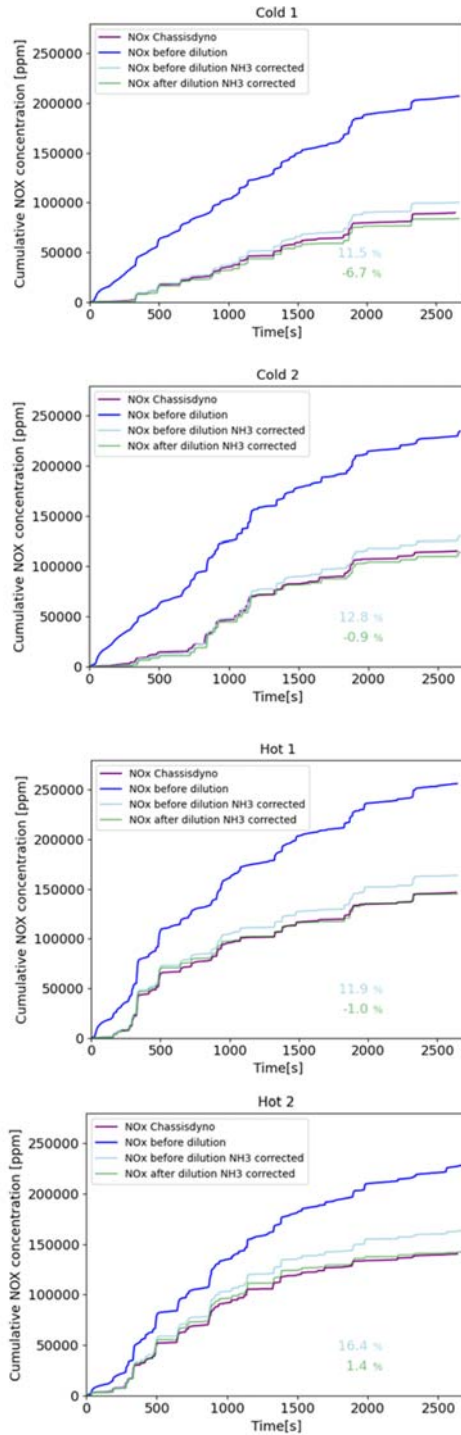 Cold 1
NOx Chassisdyno
NOx before dilution
NOx before dilution NH3 corrected
NOx after dilution NH3 corrected
Cumulative NOX concentration [ppm]
250000
200000
150000
100000
50000
0
11.5 %
-6.7 %
0 500 1000 1500 2000 2500
Time[s]
Cold 2
NOx Chassisdyno
NOx before dilution
NOx before dilution NH3 corrected
NOx after dilution NH3 corrected
Cumulative NOX concentration [ppm]
250000
200000
150000
100000
50000
0
12.8 %
-0.9 %
0 500 1000 1500 2000 2500
Time[s]
Hot 1
NOx Chassisdyno
NOx before dilution
NOx before dilution NH3 corrected
NOx after dilution NH3 corrected
Cumulative NOX concentration [ppm]
250000
200000
150000
100000
50000
0
11.9 %
-1.0 %
0 500 1000 1500 2000 2500
Time[s]
Hot 2
NOx Chassisdyno
NOx before dilution
NOx before dilution NH3 corrected
NOx after dilution NH3 corrected
Cumulative NOX concentration [ppm]
250000
200000
150000
100000
50000
0
16.4 %
1.4 %
0 500 1000 1500 2000 2500
Time[s]